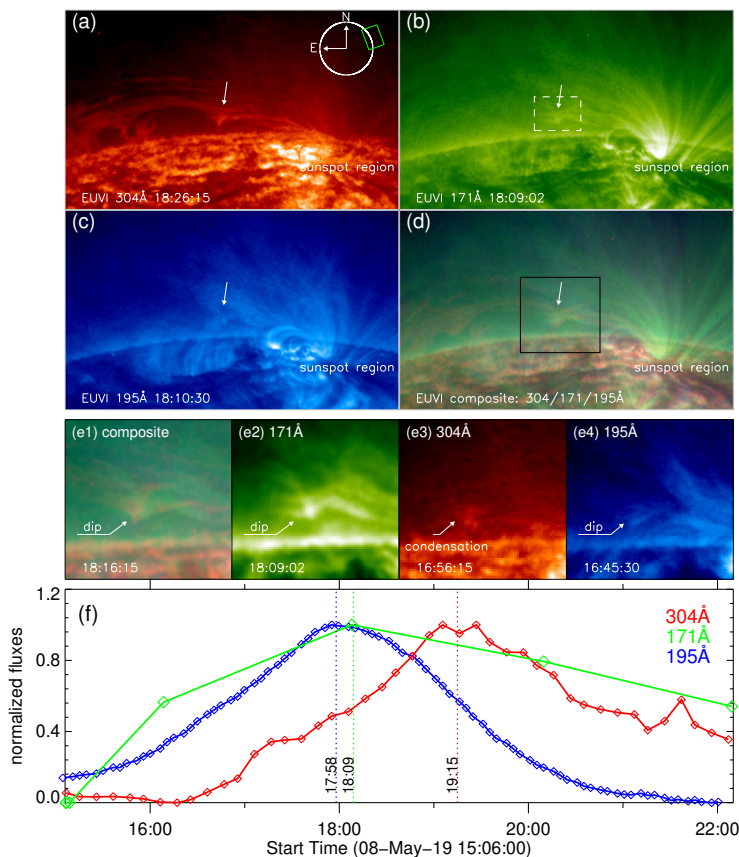 (a)
N
E
sunspot region
EUVI 304Å 18:26:15
(b)
sunspot region
EUVI 171Å 18:09:02
(c)
sunspot region
EUVI 195Å 18:10:30
(d)
sunspot region
EUVI composite: 304/171/195Å
(e1) composite
dip
18:16:15
(e2) 171Å
dip
18:09:02
(e3) 304Å
condensation
16:56:15
(e4) 195Å
dip
16:45:30
(f)
304Å
171Å
195Å
1.2
0.8
0.4
0.0
normalized fluxes
17:58
18:09
19:15
16:00 18:00 20:00 22:00
Start Time (08-May-19 15:06:00)